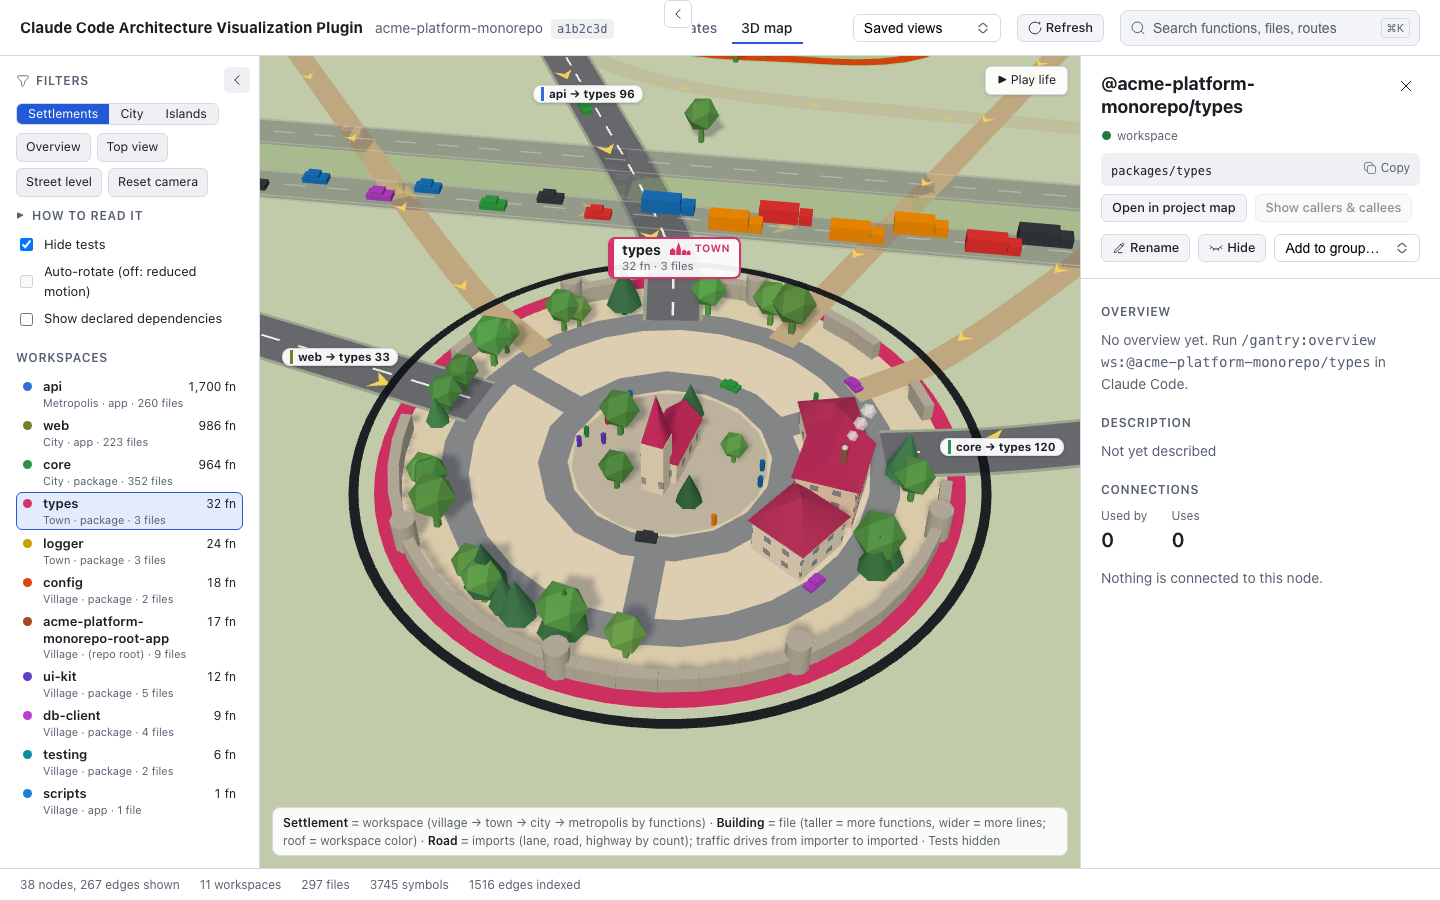 Claude Code Architecture Visualization Plugin acme-platform-monorepo a1b2c3d
ates 3D map
Saved views
Refresh
Search functions, files, routes ⌘K
FILTERS
Settlements City Islands
Overview Top view
Street level Reset camera
HOW TO READ IT
Hide tests
Auto-rotate (off: reduced
motion)
Show declared dependencies
WORKSPACES
api 1,700 fn
Metropolis · app · 260 files
web 986 fn
City · app · 223 files
core 964 fn
City · package · 352 files
types 32 fn
Town · package · 3 files
logger 24 fn
Town · package · 3 files
config 18 fn
Village · package · 2 files
acme-platform-
monorepo-root-app 17 fn
Village · (repo root) · 9 files
ui-kit 12 fn
Village · package · 5 files
db-client 9 fn
Village · package · 4 files
testing 6 fn
Village · package · 2 files
scripts 1 fn
Village · app · 1 file
Play life
api → types 96
types TOWN
32 fn · 3 files
web → types 33
core → types 120
Settlement = workspace (village → town → city → metropolis by functions) · Building = file (taller = more functions, wider = more lines;
roof = workspace color) · Road = imports (lane, road, highway by count); traffic drives from importer to imported · Tests hidden
@acme-platform-
monorepo/types
workspace
packages/types Copy
Open in project map Show callers & callees
Rename Hide Add to group…
OVERVIEW
No overview yet. Run /gantry:overview
ws:@acme-platform-monorepo/types in
Claude Code.
DESCRIPTION
Not yet described
CONNECTIONS
Used by Uses
0 0
Nothing is connected to this node.
38 nodes, 267 edges shown 11 workspaces 297 files 3745 symbols 1516 edges indexed